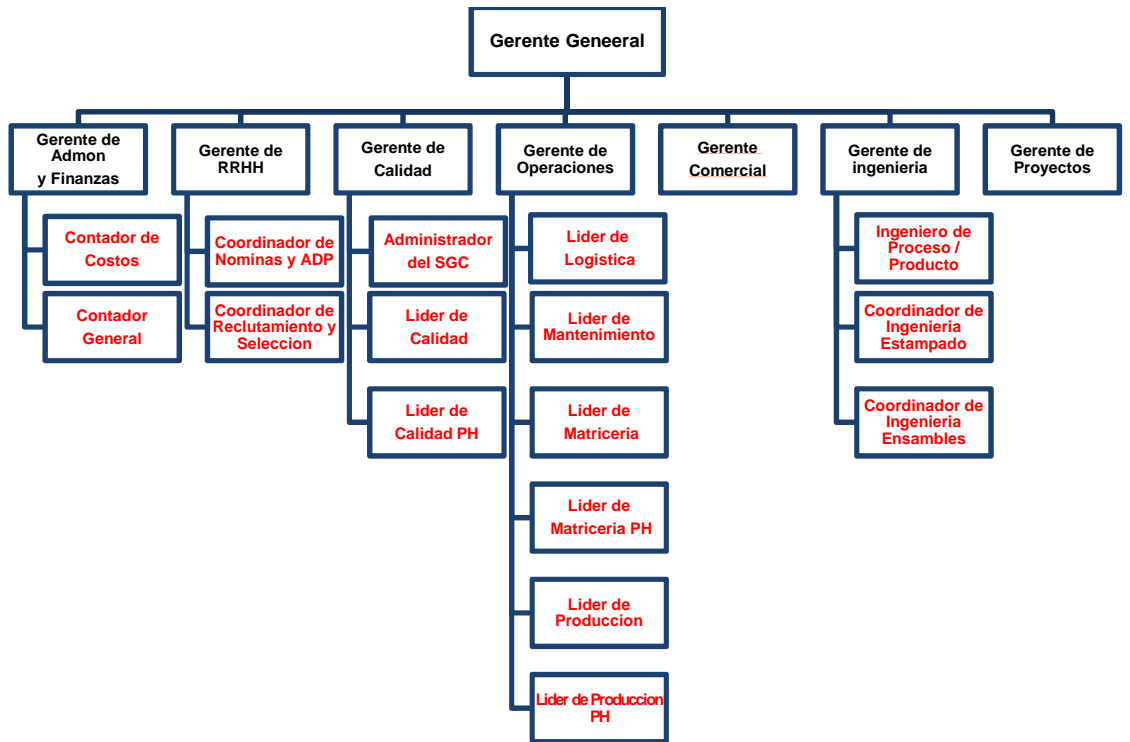 Gerente Geneeral
Gerente de
Admon
y Finanzas
Gerente de
RRHH
Gerente de
Calidad
Gerente de
Operaciones
Gerente
Comercial
Gerente de
ingenieria
Gerente de
Proyectos
Contador de
Costos
Contador
General
Coordinador de
Nominas y ADP
Coordinador de
Reclutamiento y
Seleccion
Administrador
del SGC
Lider de
Calidad
Lider de
Calidad PH
Lider de
Logistica
Lider de
Mantenimiento
Lider de
Matriceria
Lider de
Matriceria PH
Lider de
Produccion
Lider de Produccion
PH
Ingeniero de
Proceso /
Producto
Coordinador de
Ingenieria
Estampado
Coordinador de
Ingenieria
Ensambles